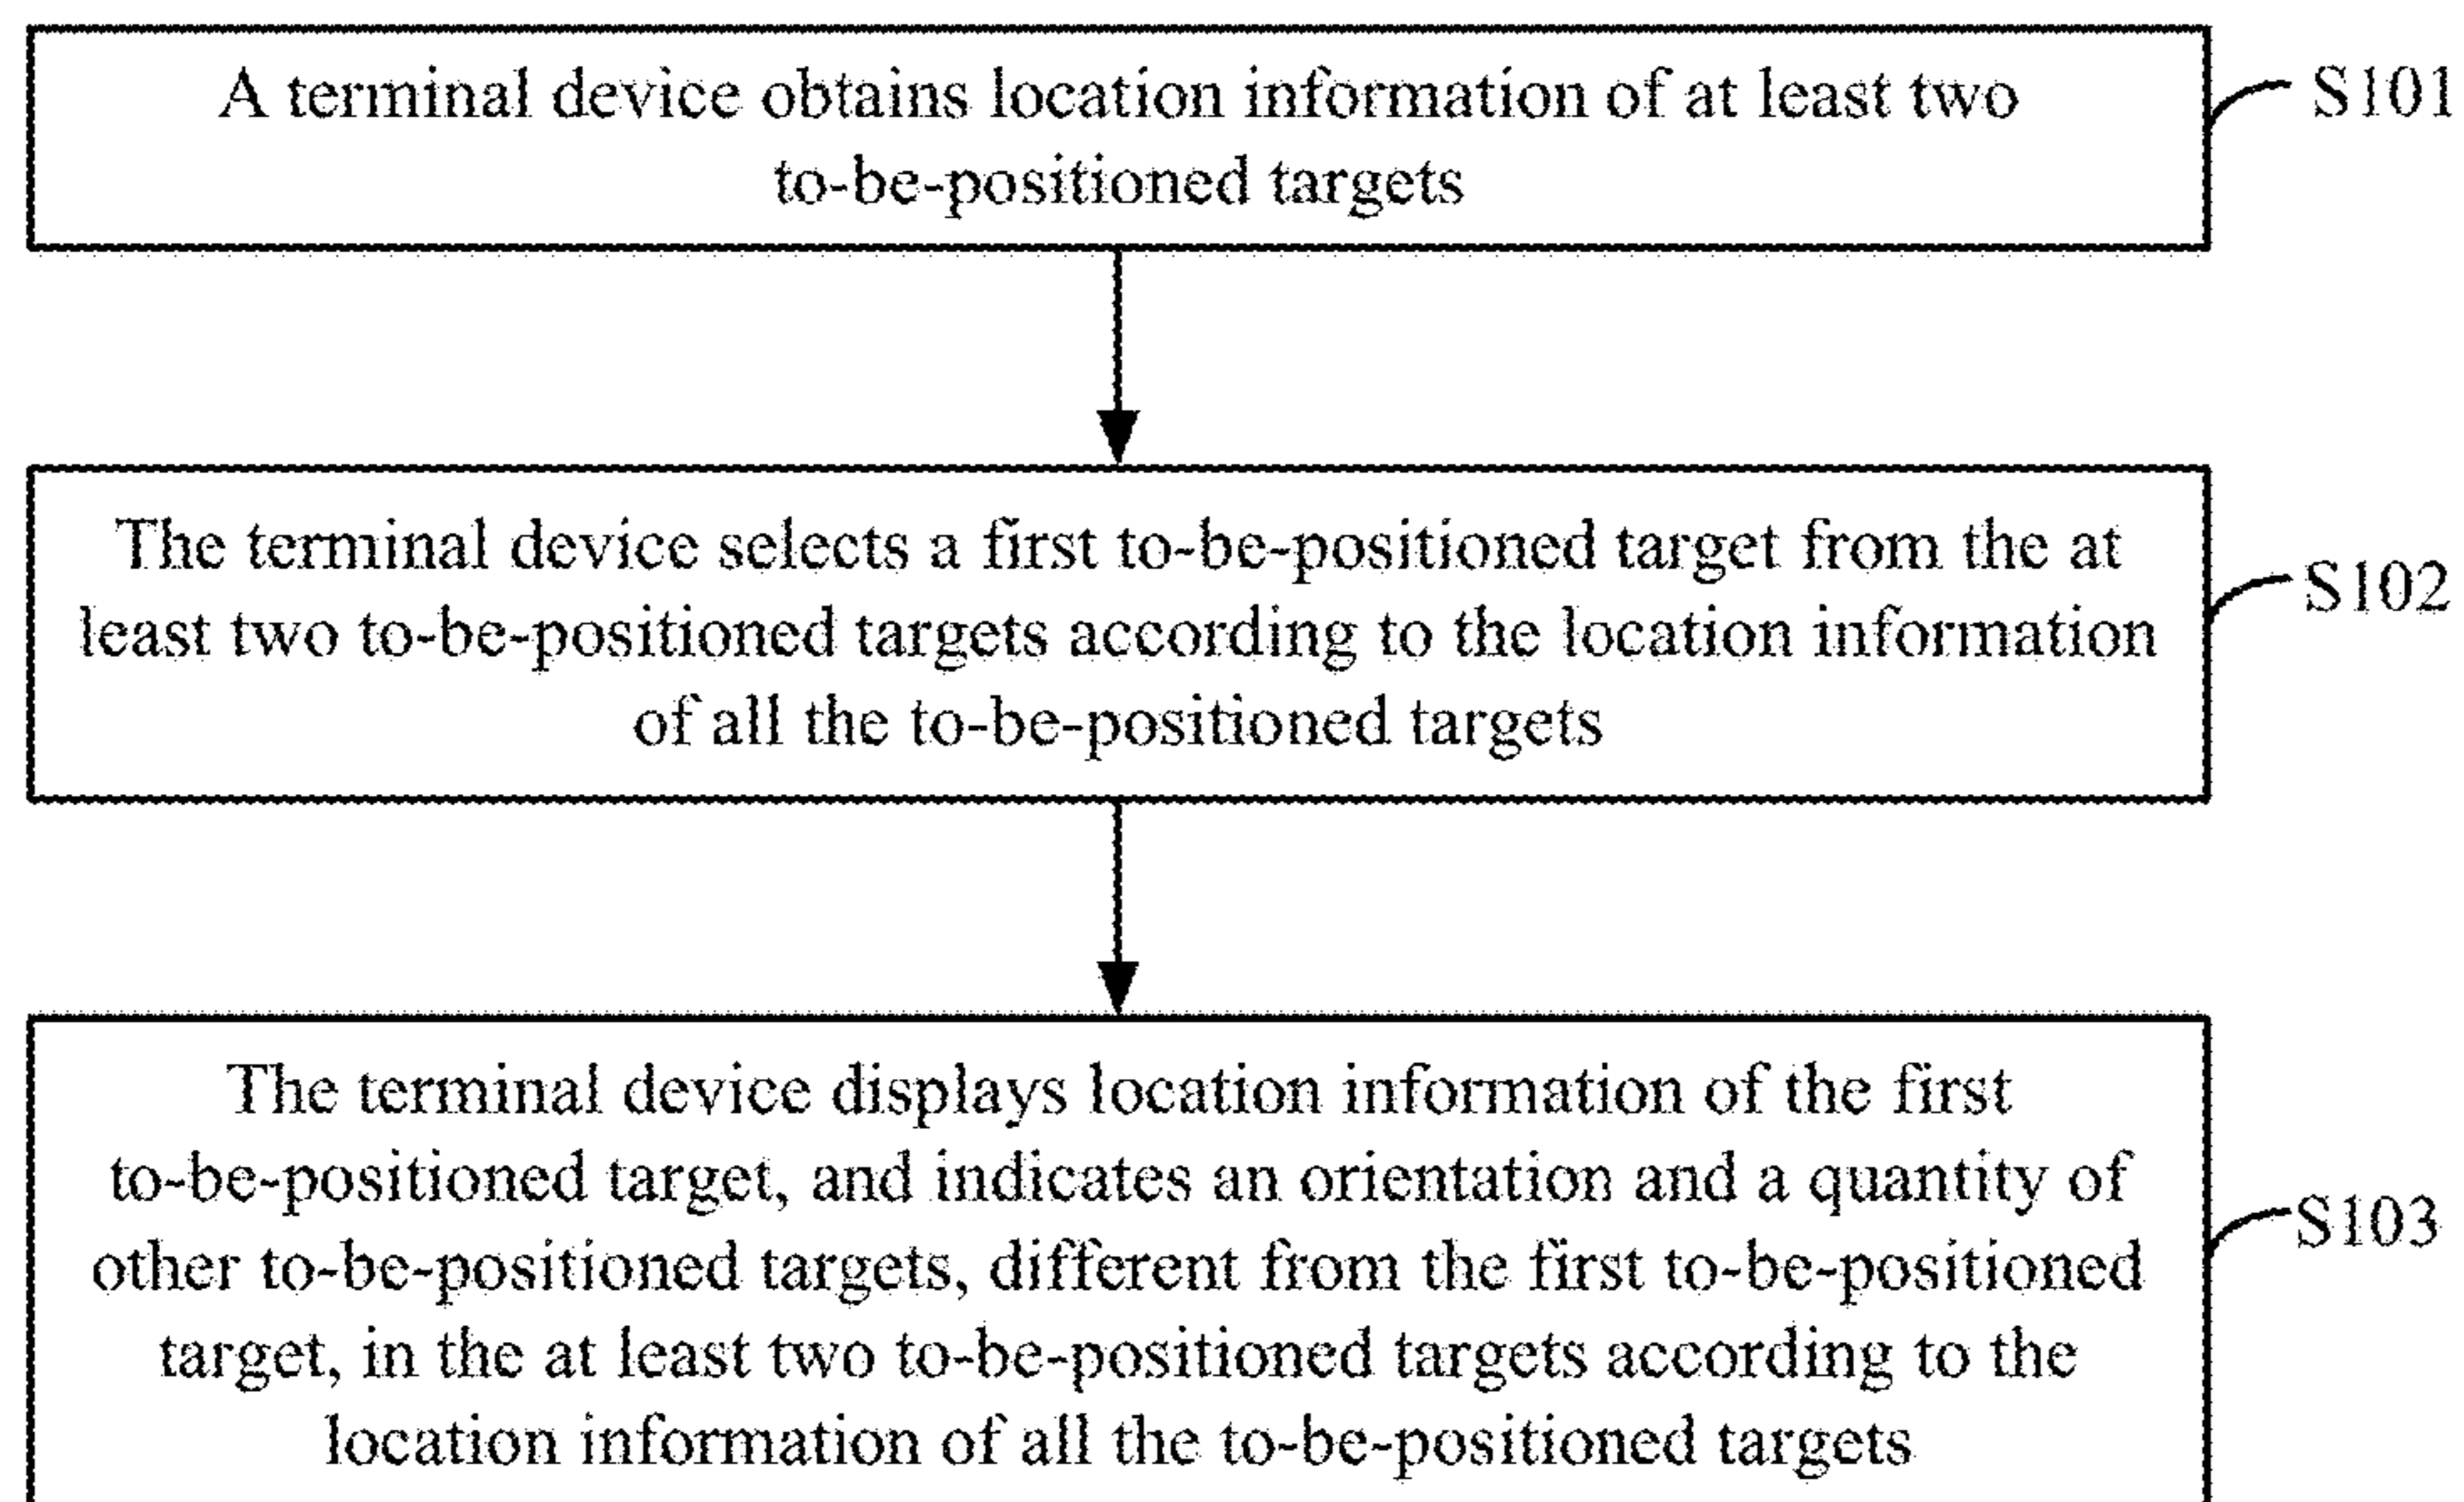 A terminal device obtains location information of at least two
to-be-positioned targets
S101
The terminal device selects a first to-be-positioned target from the at
least two to-be-positioned targets according to the location information
of all the to-be-positioned targets
S102
The terminal device displays location information of the first
to-be-positioned target, and indicates an orientation and a quantity of
other to-be-positioned targets, different from the first to-be-positioned
target, in the at least two to-be-positioned targets according to the
location information of all the to-be-positioned targets
S103